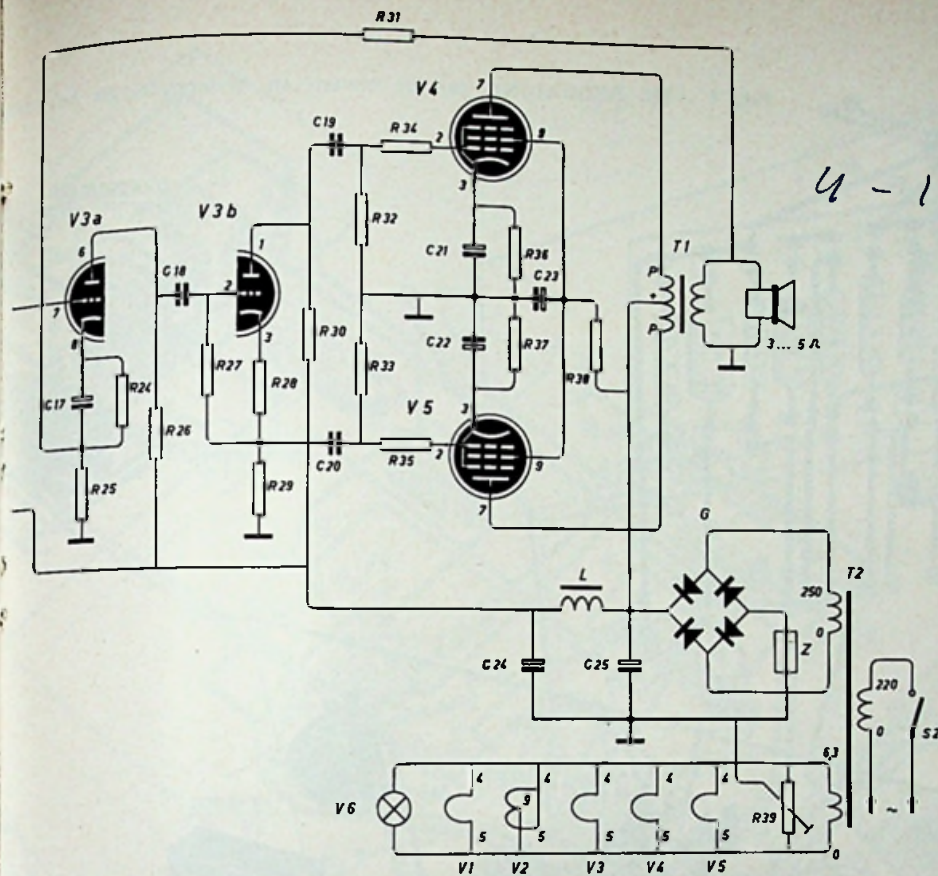 R31
V4
7
C19
R34
2
9
3
4 - 1
V3a
V3b
6
1
R32
C18
2
7
8
3
C21
R36
C23
T1
P
+
P
3...5Ω
R30
R27
R28
R33
C22
R37
R38
C17
R24
R26
V5
3
R25
R29
C20
R35
2
9
7
G
L
250
0
T2
C24
C25
Z
220
0
S2
~
6,3
V6
4
4
4
4
4
9
R39
5
5
5
5
5
0
V1
V2
V3
V4
V5